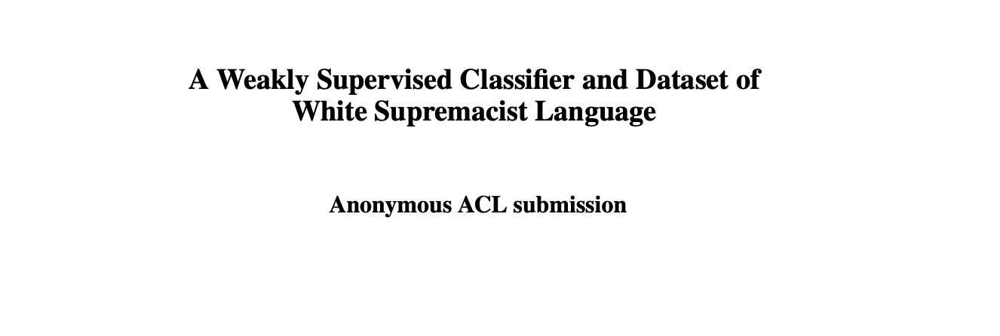 A Weakly Supervised Classifier and Dataset of
White Supremacist Language
Anonymous ACL submission